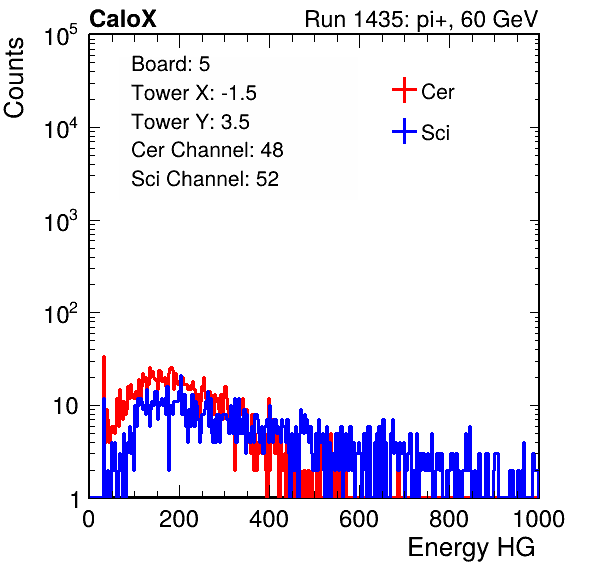 CaloX Run 1435: pi+, 60 GeV
Counts
Board: 5
Tower X: -1.5
Tower Y: 3.5
Cer Channel: 48
Sci Channel: 52
Cer
Sci
10^5
10^4
10^3
10^2
10
1
0 200 400 600 800 1000
Energy HG